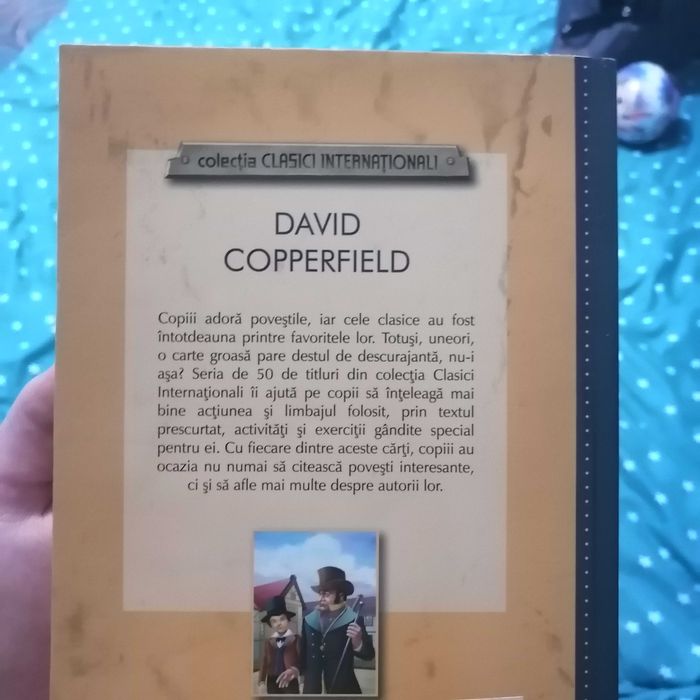 colecţia CLASICI INTERNAŢIONALI
DAVID
COPPERFIELD
Copiii adoră poveştile, iar cele clasice au fost
întotdeauna printre favoritele lor. Totuşi, uneori,
o carte groasă pare destul de descurajantă, nu-i
aşa? Seria de 50 de titluri din colecţia Clasici
Internaţionali îi ajută pe copii să înţeleagă mai
bine acţiunea şi limbajul folosit, prin textul
prescurtat, activităţi şi exerciţii gândite special
pentru ei. Cu fiecare dintre aceste cărţi, copiii au
ocazia nu numai să citească poveşti interesante,
ci şi să afle mai multe despre autorii lor.